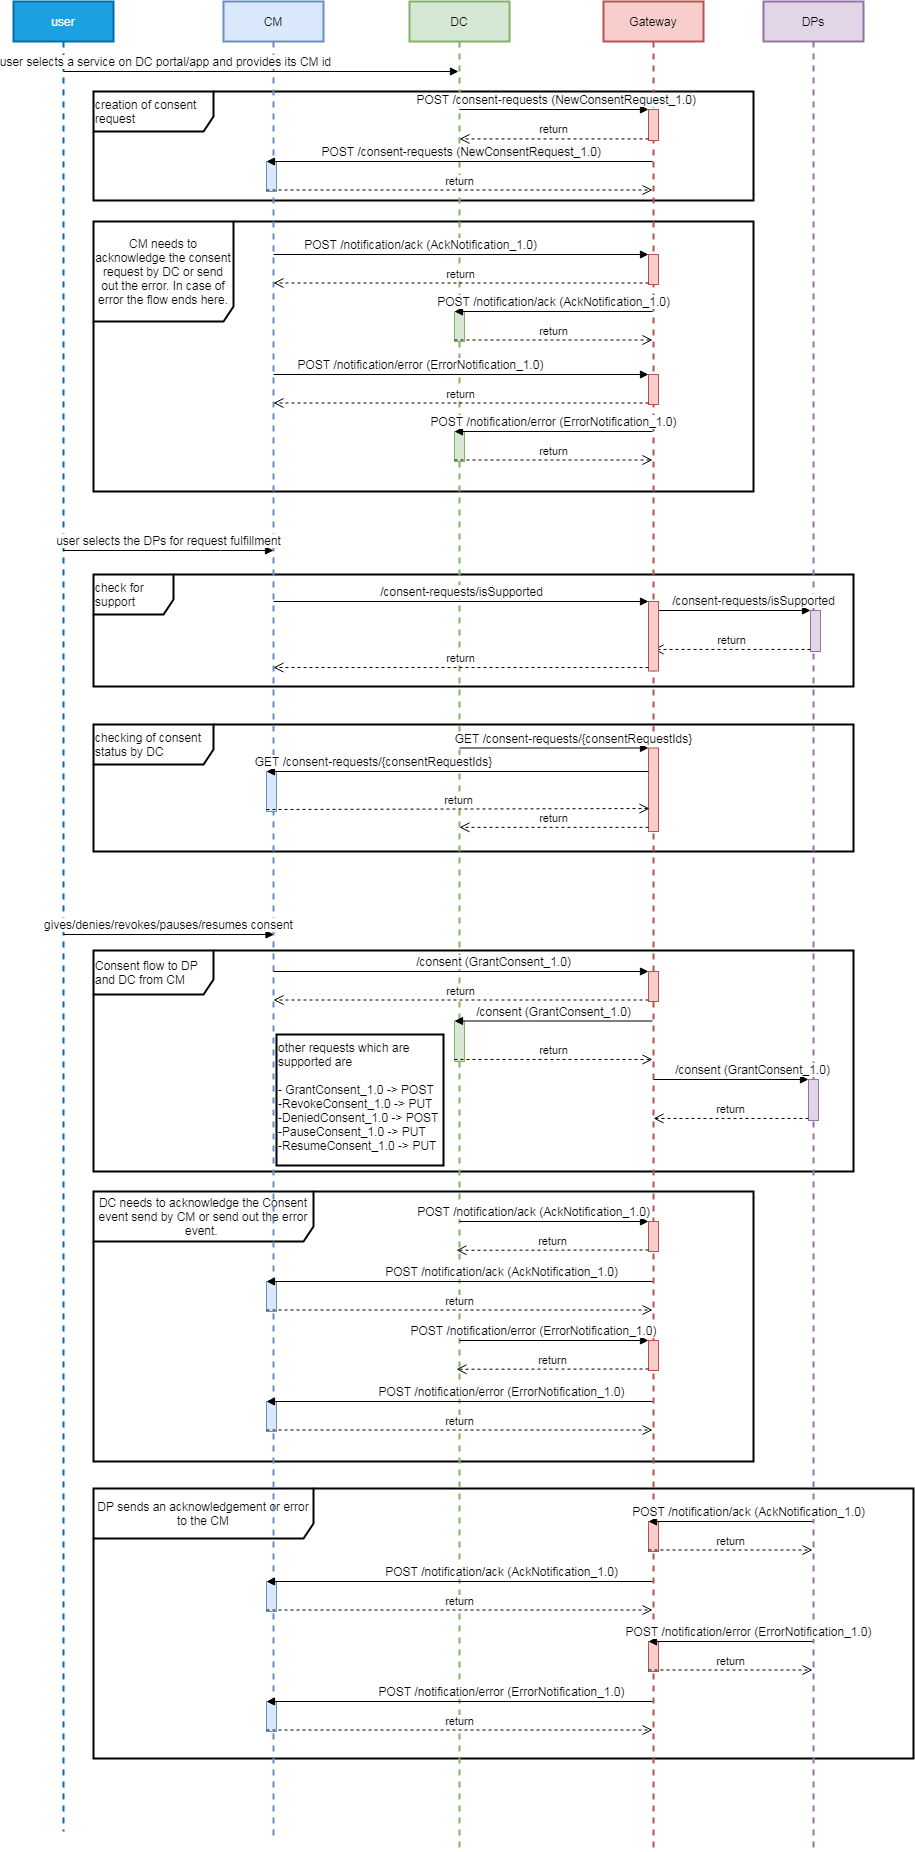 user
CM
DC
Gateway
DPs
user selects a service on DC portal/app and provides its CM id
creation of consent
request
POST /consent-requests (NewConsentRequest_1.0)
return
POST /consent-requests (NewConsentRequest_1.0)
return
CM needs to
acknowledge the consent
request by DC or send
out the error. In case of
error the flow ends here.
POST /notification/ack (AckNotification_1.0)
return
POST /notification/ack (AckNotification_1.0)
return
POST /notification/error (ErrorNotification_1.0)
return
POST /notification/error (ErrorNotification_1.0)
return
user selects the DPs for request fulfillment
check for
support
/consent-requests/isSupported
/consent-requests/isSupported
return
return
checking of consent
status by DC
GET /consent-requests/{consentRequestIds}
GET /consent-requests/{consentRequestIds}
return
return
gives/denies/revokes/pauses/resumes consent
Consent flow to DP
and DC from CM
/consent (GrantConsent_1.0)
return
/consent (GrantConsent_1.0)
return
other requests which are
supported are
- GrantConsent_1.0 -> POST
-RevokeConsent_1.0 -> PUT
-DeniedConsent_1.0 -> POST
-PauseConsent_1.0 -> PUT
-ResumeConsent_1.0 -> PUT
/consent (GrantConsent_1.0)
return
DC needs to acknowledge the Consent
event send by CM or send out the error
event.
POST /notification/ack (AckNotification_1.0)
return
POST /notification/ack (AckNotification_1.0)
return
POST /notification/error (ErrorNotification_1.0)
return
POST /notification/error (ErrorNotification_1.0)
return
DP sends an acknowledgement or error
to the CM
POST /notification/ack (AckNotification_1.0)
return
POST /notification/ack (AckNotification_1.0)
return
POST /notification/error (ErrorNotification_1.0)
return
POST /notification/error (ErrorNotification_1.0)
return